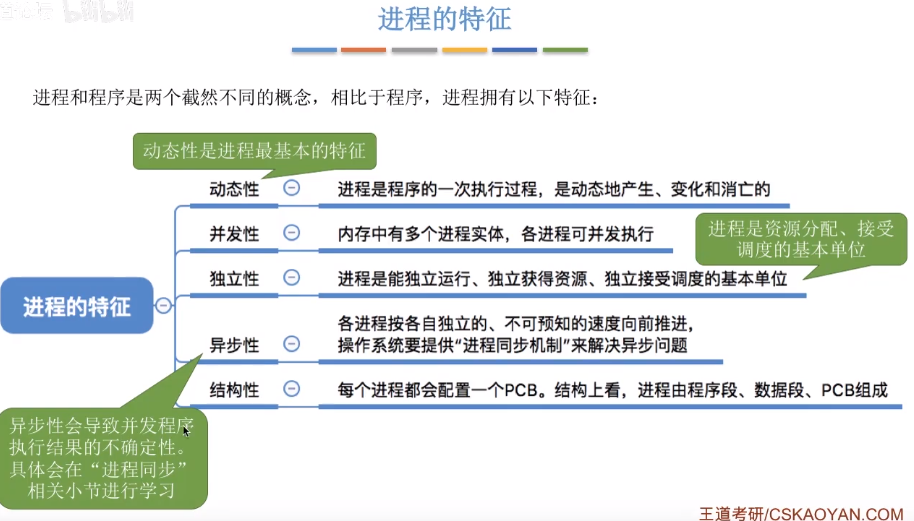 进程的特征
进程和程序是两个截然不同的概念，相比于程序，进程拥有以下特征：
动态性是进程最基本的特征
动态性
进程是程序的一次执行过程，是动态地产生、变化和消亡的
并发性
内存中有多个进程实体，各进程可并发执行
进程是资源分配、接受
调度的基本单位
独立性
进程是能独立运行、独立获得资源、独立接受调度的基本单位
进程的特征
异步性
各进程按各自独立的、不可预知的速度向前推进，
操作系统要提供“进程同步机制”来解决异步问题
结构性
每个进程都会配置一个PCB。结构上看，进程由程序段、数据段、PCB组成
异步性会导致并发程序
执行结果的不确定性。
具体会在“进程同步”
相关小节进行学习
王道考研/CSKAOYAN.COM